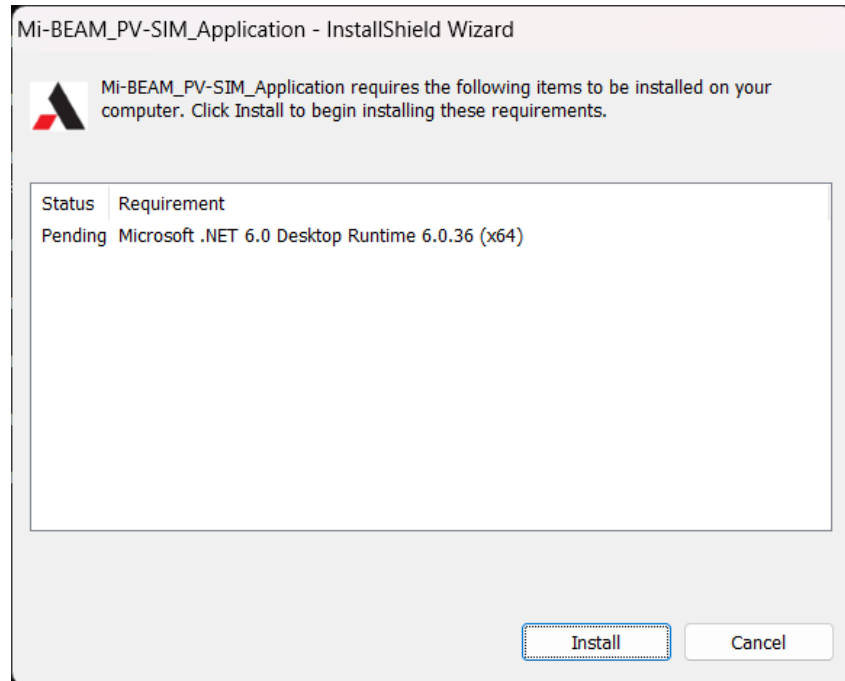 Mi-BEAM_PV-SIM_Application - InstallShield Wizard
Mi-BEAM_PV-SIM_Application requires the following items to be installed on your
computer. Click Install to begin installing these requirements.
Status Requirement
Pending Microsoft .NET 6.0 Desktop Runtime 6.0.36 (x64)
Install Cancel